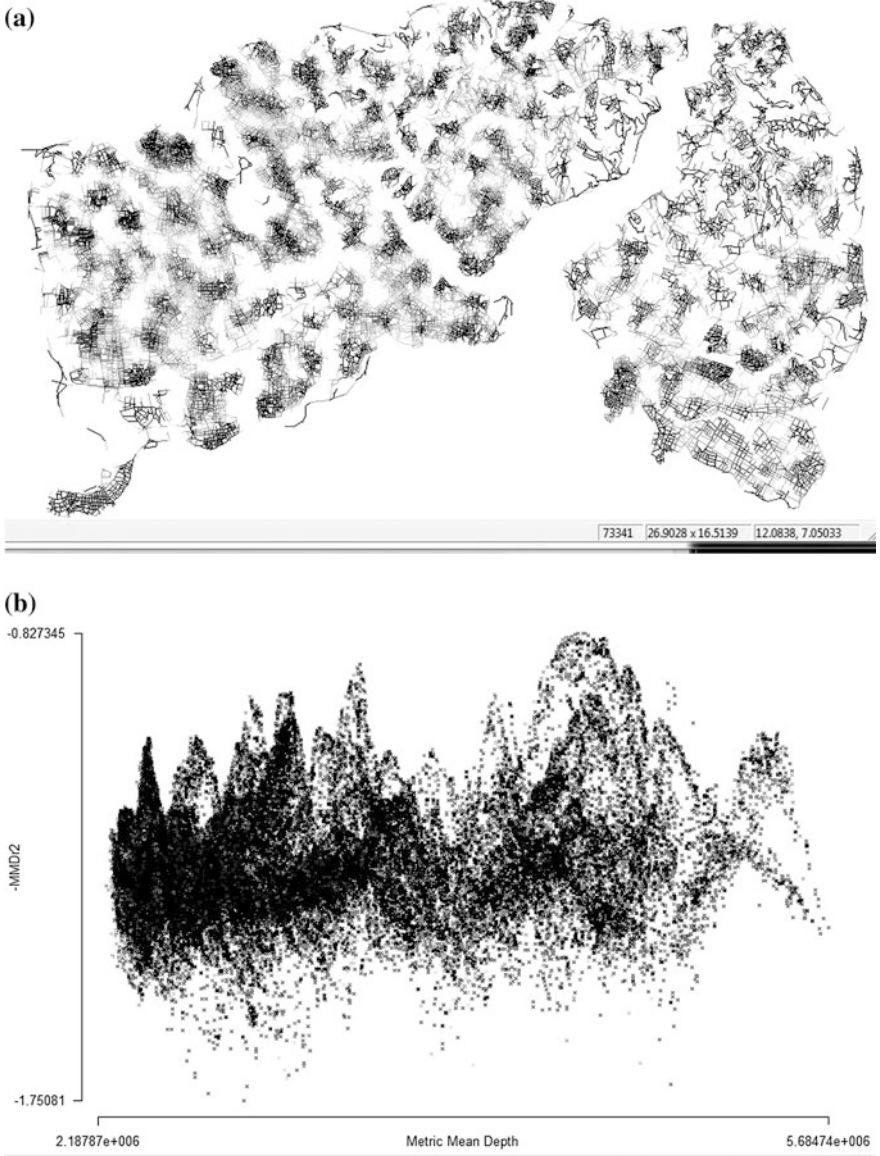 (a)
73341 26.9028 x 16.5139 12.0838, 7.05033
(b)
-0.827345
-MMDr2
-1.75081
2.18787e+006 Metric Mean Depth 5.68474e+006